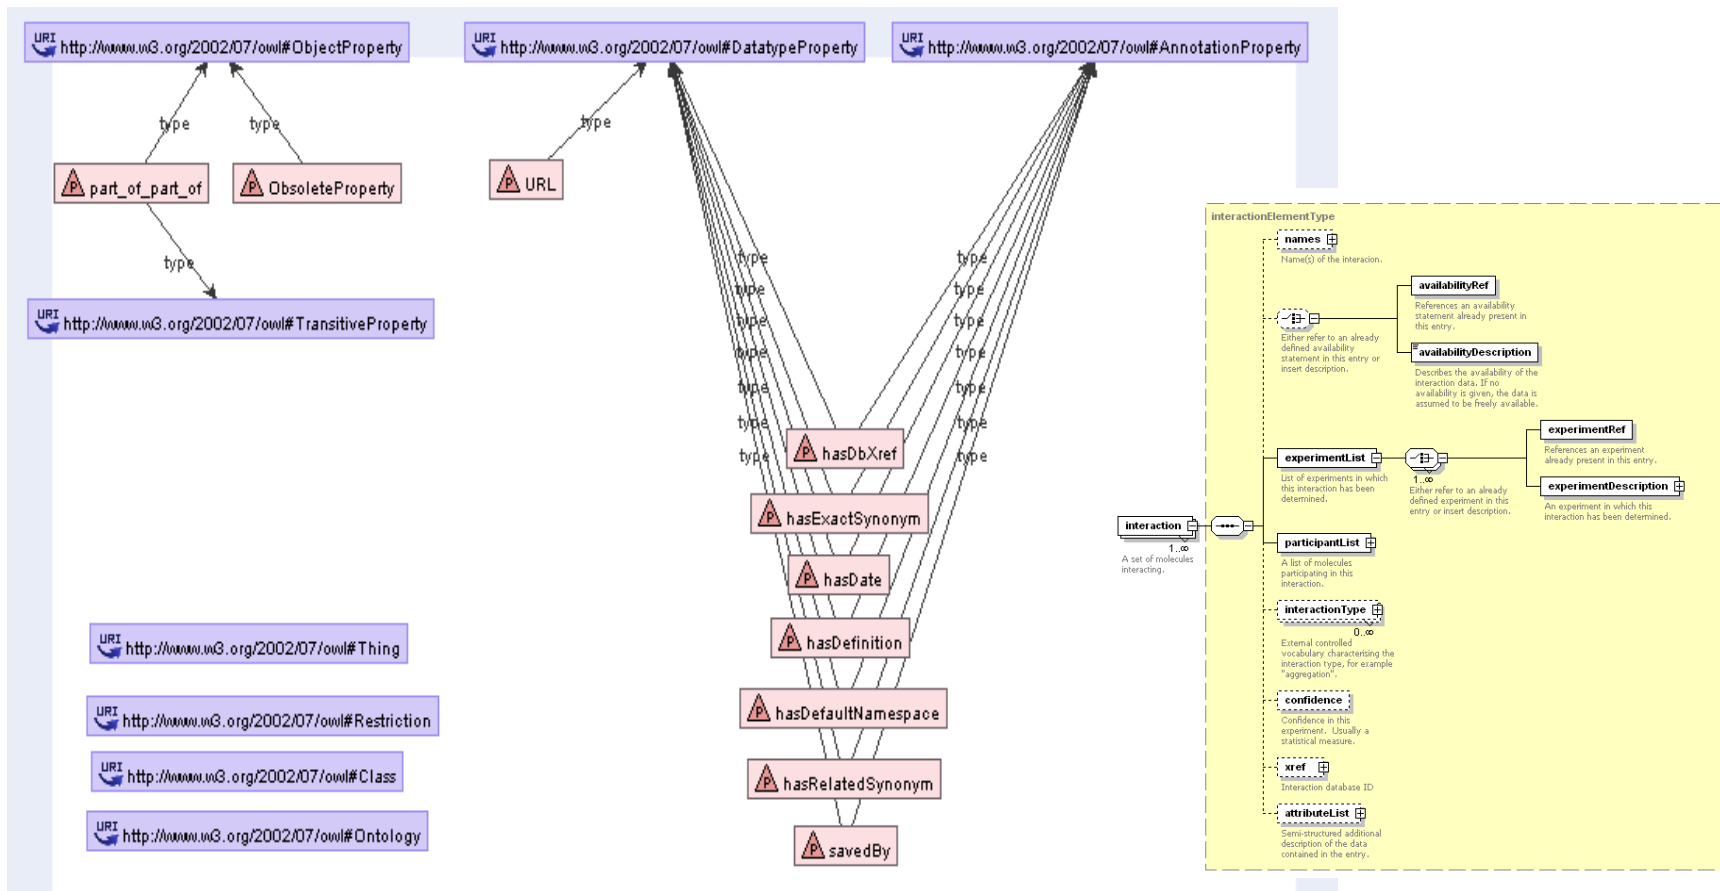 URI http://www.w3.org/2002/07/owl#ObjectProperty
URI http://www.w3.org/2002/07/owl#DatatypeProperty
URI http://www.w3.org/2002/07/owl#AnnotationProperty
type
type
type
P part_of_part_of
P ObsoleteProperty
P URL
type
URI http://www.w3.org/2002/07/owl#TransitiveProperty
type
type
type
type
type
type
type
type
type
type
type
type
type
type
P hasDbXref
P hasExactSynonym
P hasDate
P hasDefinition
P hasDefaultNamespace
P hasRelatedSynonym
P savedBy
URI http://www.w3.org/2002/07/owl#Thing
URI http://www.w3.org/2002/07/owl#Restriction
URI http://www.w3.org/2002/07/owl#Class
URI http://www.w3.org/2002/07/owl#Ontology
interaction
1..∞
A set of molecules
interacting.
interactionElementType
names
Name(s) of the interacion.
Either refer to an already
defined availability
statement in this entry or
insert description.
availabilityRef
References an availability
statement already present in
this entry.
availabilityDescription
Describes the availability of the
interaction data. If no
availability is given, the data is
assumed to be freely available.
experimentList
List of experiments in which
this interaction has been
determined.
1..∞
Either refer to an already
defined experiment in this
entry or insert description.
experimentRef
References an experiment
already present in this entry.
experimentDescription
An experiment in which this
interaction has been determined.
participantList
A list of molecules
participating in this
interaction.
interactionType
0..∞
External controlled
vocabulary characterising the
interaction type, for example
"aggregation".
confidence
Confidence in this
experiment. Usually a
statistical measure.
xref
Interaction database ID
attributeList
Semi-structured additional
description of the data
contained in the entry.